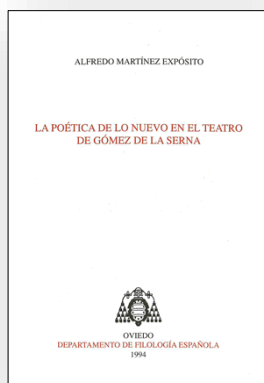 ALFREDO MARTÍNEZ EXPÓSITO
LA POÉTICA DE LO NUEVO EN EL TEATRO
DE GÓMEZ DE LA SERNA
OVIEDO
DEPARTAMENTO DE FILOLOGÍA ESPAÑOLA
1994